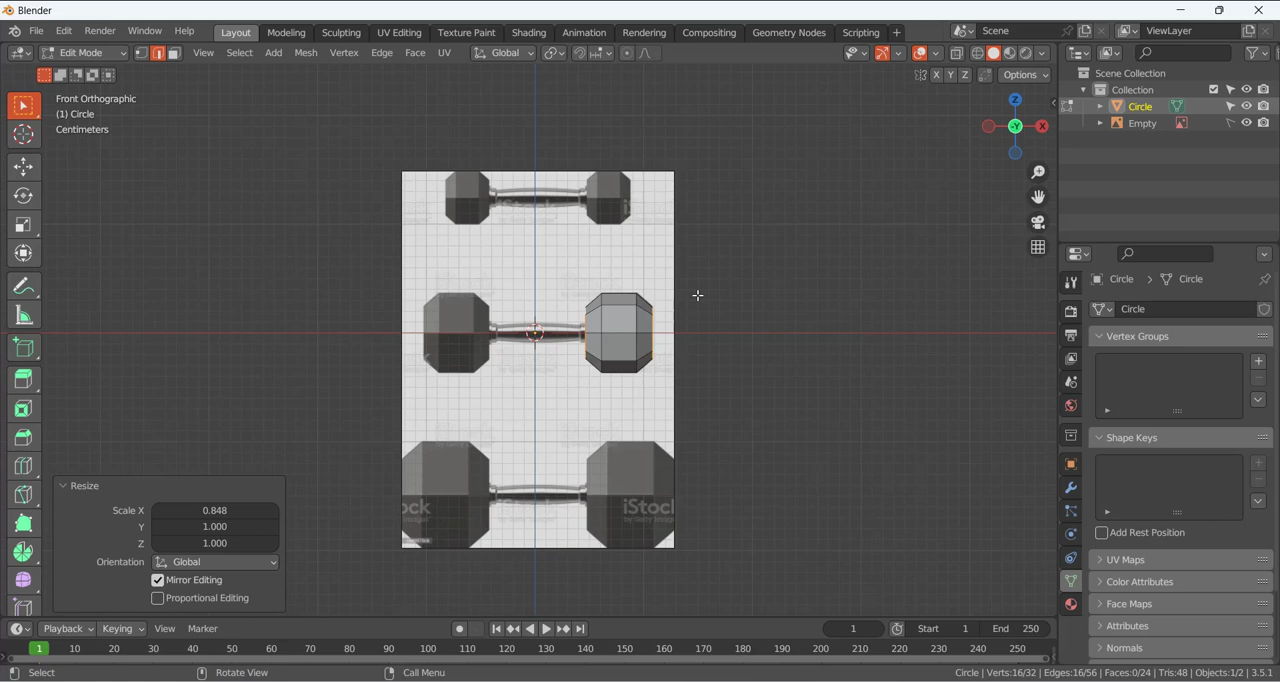 Blender
File Edit Render Window Help
Layout Modeling Sculpting UV Editing Texture Paint Shading Animation Rendering Compositing Geometry Nodes Scripting +
Scene
ViewLayer
Edit Mode View Select Add Mesh Vertex Edge Face UV
Global
X Y Z Options
Front Orthographic
(1) Circle
Centimeters
Z
-Y X
Scene Collection
Collection
Circle
Empty
Circle > Circle
Circle
Vertex Groups
Shape Keys
Add Rest Position
UV Maps
Color Attributes
Face Maps
Attributes
Normals
iStock
by Getty Images
Resize
Scale X 0.848
Y 1.000
Z 1.000
Orientation Global
Mirror Editing
Proportional Editing
Playback Keying View Marker
1 Start 1 End 250
1 10 20 30 40 50 60 70 80 90 100 110 120 130 140 150 160 170 180 190 200 210 220 230 240 250
Select Rotate View Call Menu
Circle | Verts:16/32 | Edges:16/56 | Faces:0/24 | Tris:48 | Objects:1/2 | 3.5.1